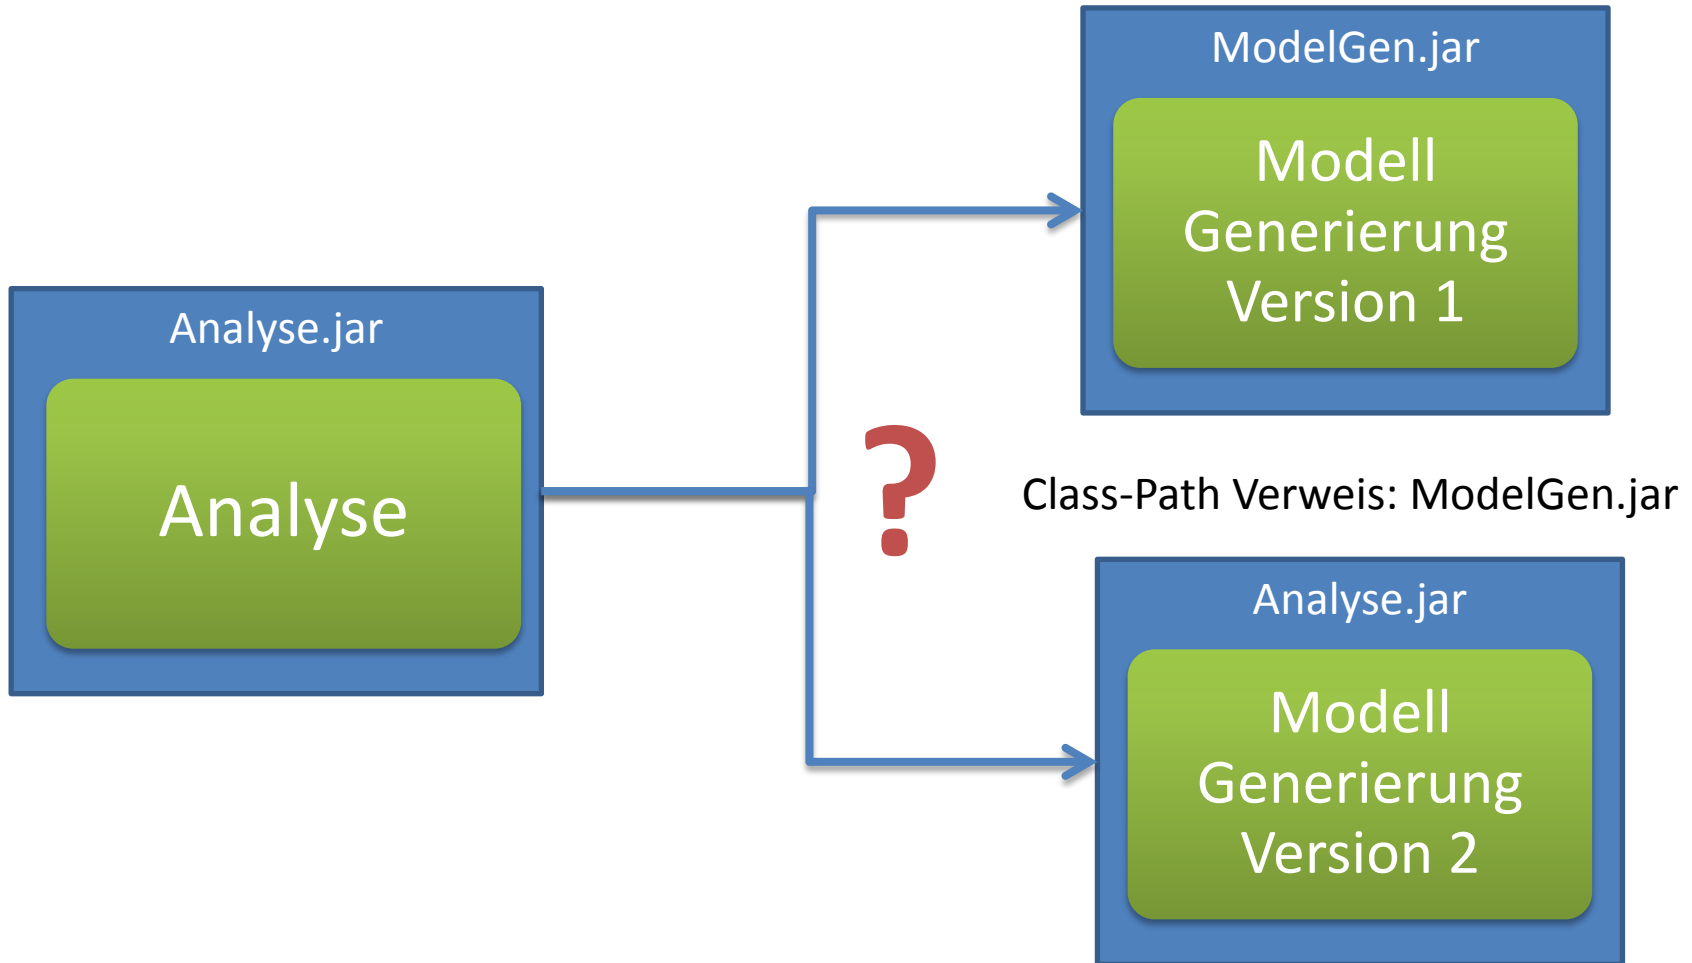 Analyse.jar
Analyse
ModelGen.jar
Modell
Generierung
Version 1
?
Class-Path Verweis: ModelGen.jar
Analyse.jar
Modell
Generierung
Version 2